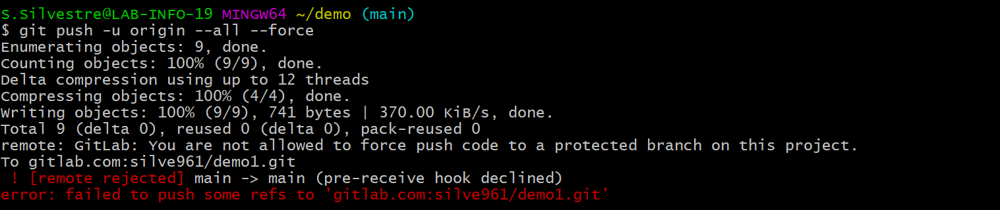 S.Silvestre@LAB-INFO-19 MINGW64 ~/demo (main)
$ git push -u origin --all --force
Enumerating objects: 9, done.
Counting objects: 100% (9/9), done.
Delta compression using up to 12 threads
Compressing objects: 100% (4/4), done.
Writing objects: 100% (9/9), 741 bytes | 370.00 KiB/s, done.
Total 9 (delta 0), reused 0 (delta 0), pack-reused 0
remote: GitLab: You are not allowed to force push code to a protected branch on this project.
To gitlab.com:silve961/demo1.git
 ! [remote rejected] main -> main (pre-receive hook declined)
error: failed to push some refs to 'gitlab.com:silve961/demo1.git'